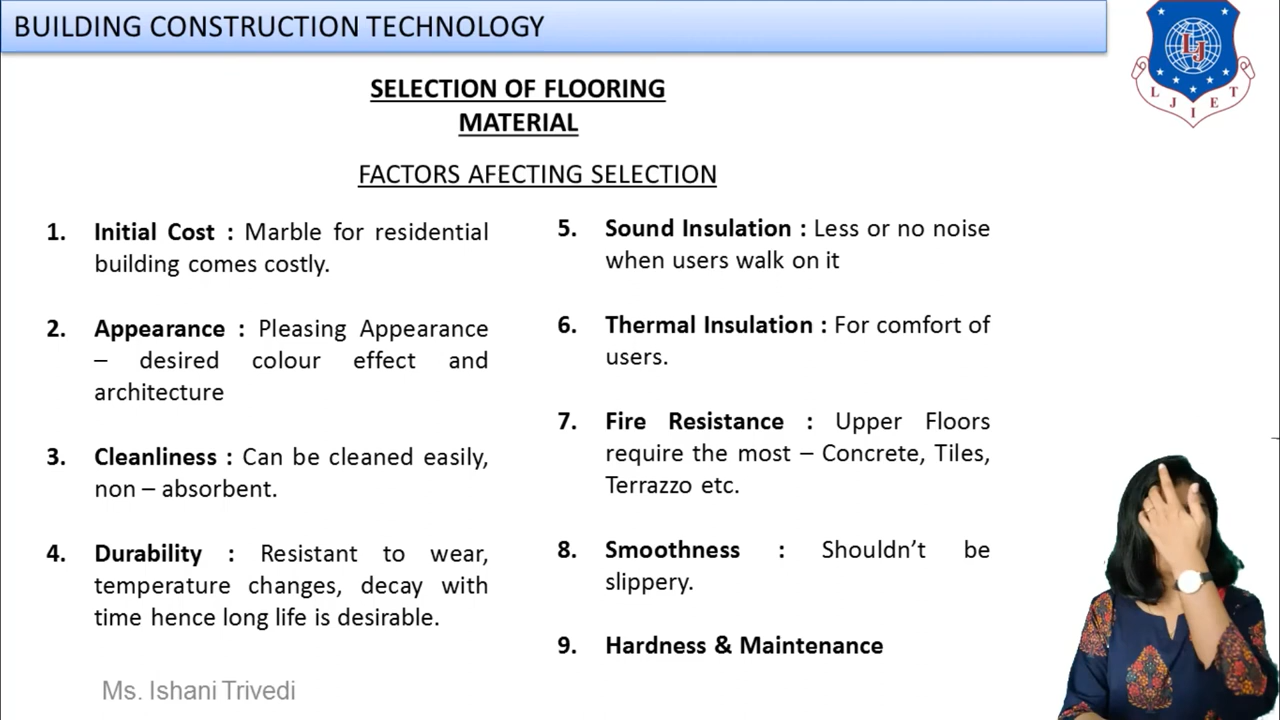 BUILDING CONSTRUCTION TECHNOLOGY
LJ
L J I E T
SELECTION OF FLOORING
MATERIAL
FACTORS AFECTING SELECTION
1. Initial Cost : Marble for residential
building comes costly.
2. Appearance : Pleasing Appearance
– desired colour effect and
architecture
3. Cleanliness : Can be cleaned easily,
non – absorbent.
4. Durability : Resistant to wear,
temperature changes, decay with
time hence long life is desirable.
5. Sound Insulation : Less or no noise
when users walk on it
6. Thermal Insulation : For comfort of
users.
7. Fire Resistance : Upper Floors
require the most – Concrete, Tiles,
Terrazzo etc.
8. Smoothness : Shouldn’t be
slippery.
9. Hardness & Maintenance
Ms. Ishani Trivedi